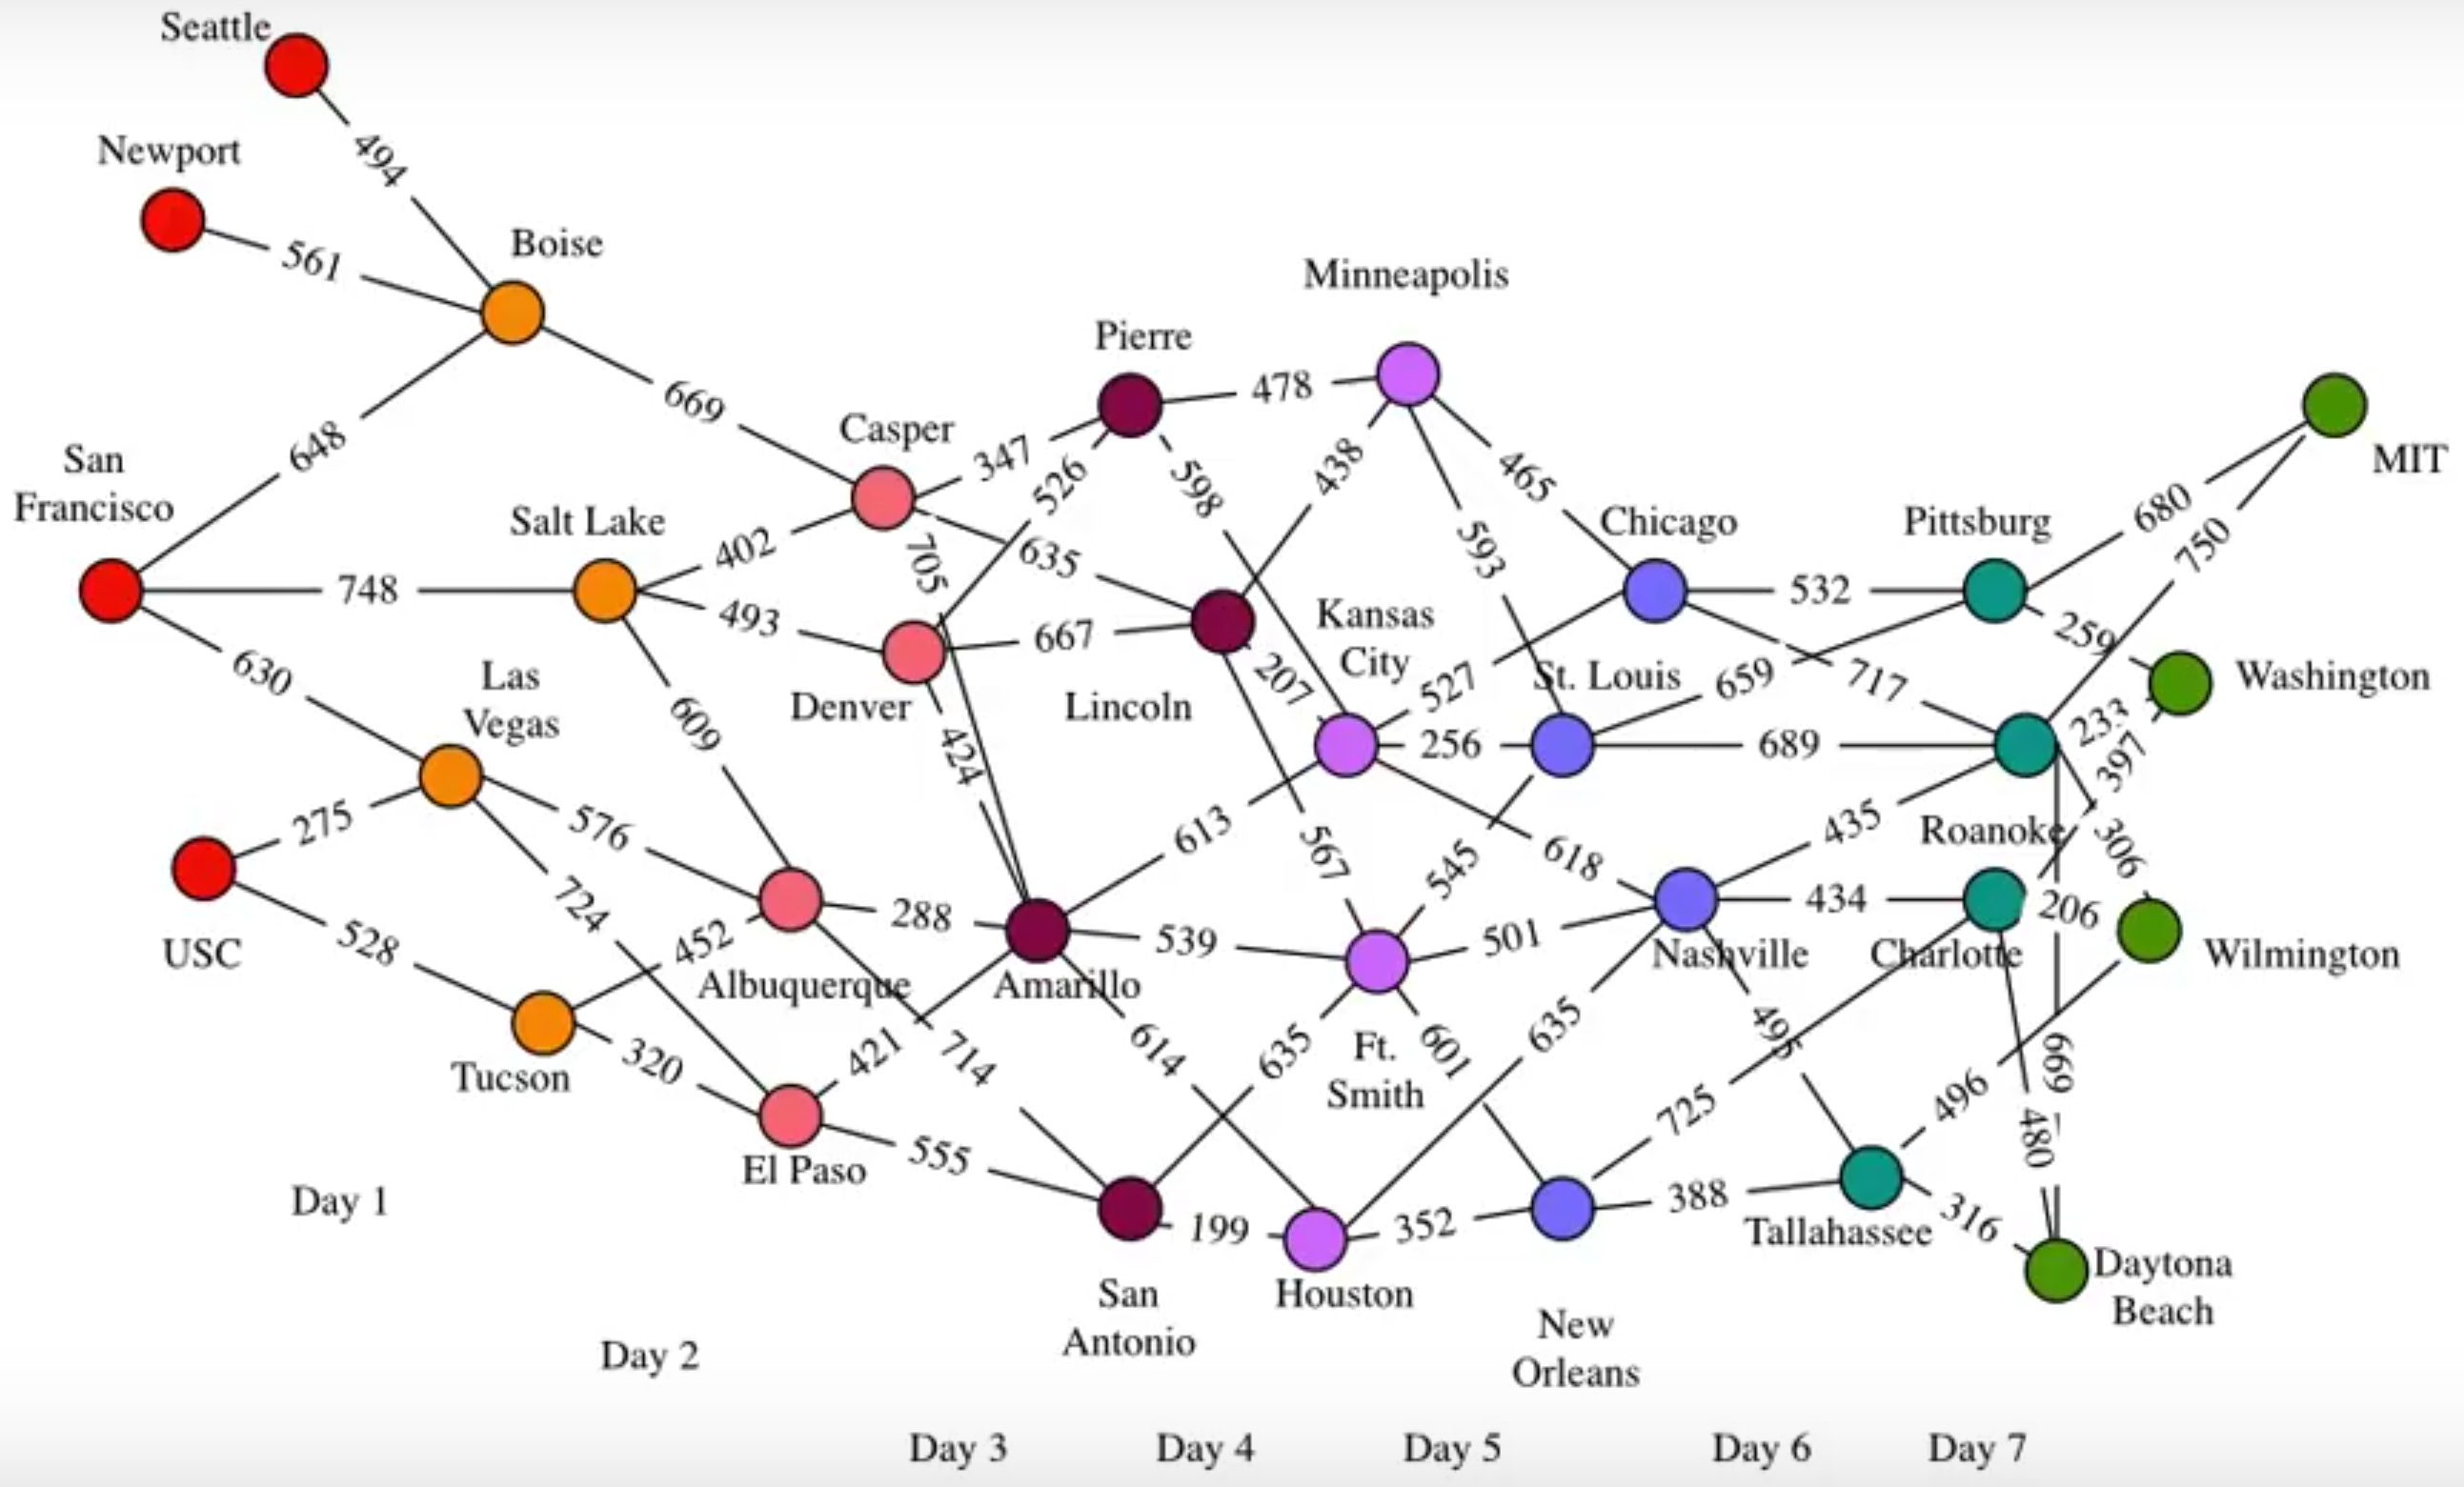 Seattle
494
Newport
561
Boise
Minneapolis
Pierre
478
669
Casper
347
526
598
438
465
648
San
Francisco
MIT
Salt Lake
402
705
635
593
Chicago
Pittsburg
680
750
748
532
493
667
Kansas
City
259
630
Las
Vegas
609
Denver
Lincoln
207
527
St. Louis
659
717
Washington
233
424
256
689
397
275
576
613
567
545
618
435
Roanoke
306
USC
528
724
452
288
539
501
434
206
Albuquerque
Amarillo
Nashville
Charlotte
Wilmington
Tucson
320
421
714
614
635
Ft.
Smith
601
635
495
725
496
669
480
El Paso
555
Day 1
199
352
388
Tallahassee
316
San
Antonio
Houston
Daytona
Beach
New
Orleans
Day 2
Day 3
Day 4
Day 5
Day 6
Day 7